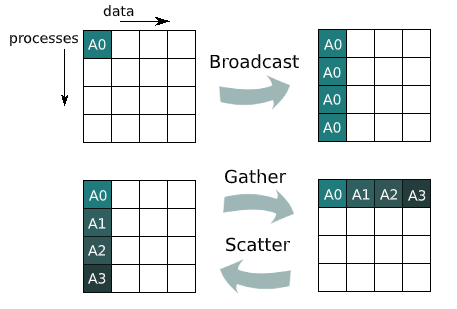 data
processes
A0
Broadcast
A0
A0
A0
A0
A0
A1
A2
A3
Gather
Scatter
A0 A1 A2 A3